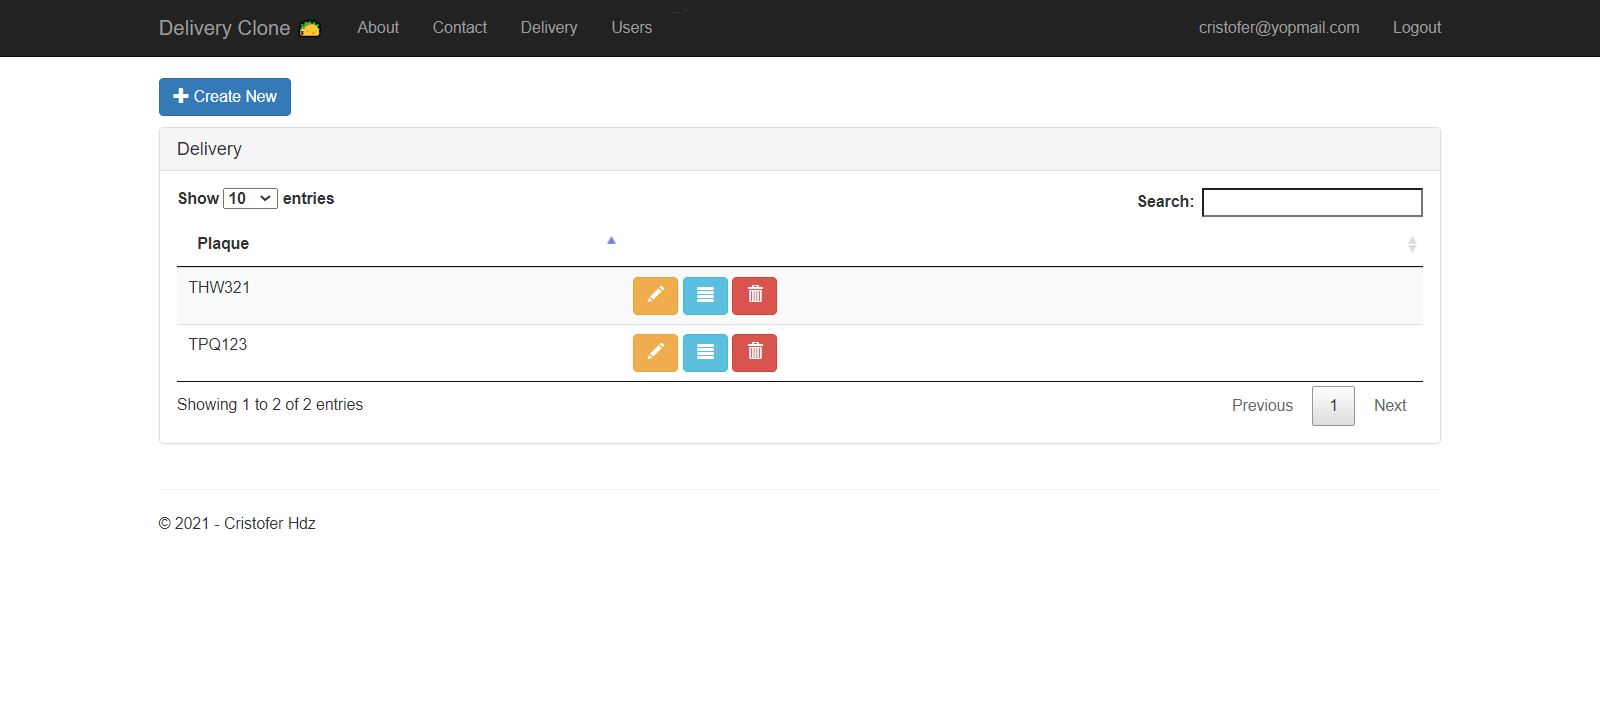 Delivery Clone About Contact Delivery Users --> cristofer@yopmail.com Logout
Create New
Delivery
Show 10 entries Search:
Plaque
THW321
TPQ123
Showing 1 to 2 of 2 entries Previous 1 Next
© 2021 - Cristofer Hdz